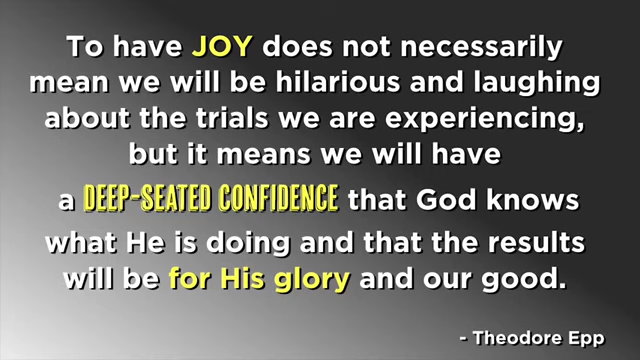 To have JOY does not necessarily
mean we will be hilarious and laughing
about the trials we are experiencing,
but it means we will have
a DEEP-SEATED CONFIDENCE that God knows
what He is doing and that the results
will be for His glory and our good.
- Theodore Epp